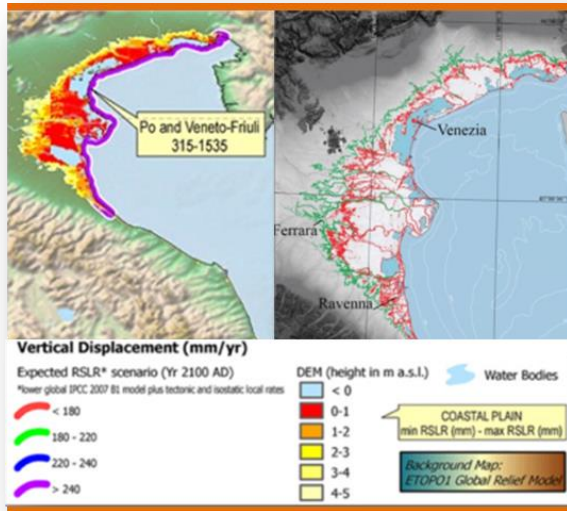 Po and Veneto-Friuli
315-1535
Venezia
Ferrara
Ravenna
Vertical Displacement (mm/yr)
Expected RSLR* scenario (Yr 2100 AD)
*lower global IPCC 2007 B1 model plus tectonic and isostatic local rates
< 180
180 - 220
220 - 240
> 240
DEM (height in m a.s.l.)
< 0
0-1
1-2
2-3
3-4
4-5
Water Bodies
COASTAL PLAIN
min RSLR (mm) - max RSLR (mm)
Background Map:
ETOPO1 Global Relief Model